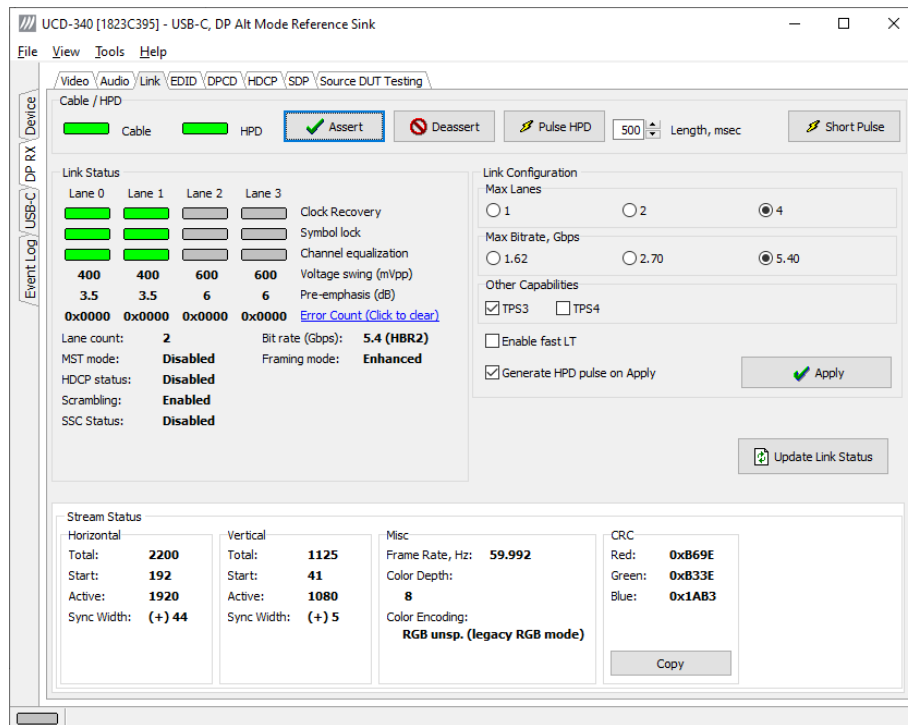 UCD-340 [1823C395] - USB-C, DP Alt Mode Reference Sink
File View Tools Help
Video Audio Link EDID DPCD HDCP SDP Source DUT Testing
Device
DP RX
USB-C
Event Log
Cable / HPD
Cable HPD Assert Deassert Pulse HPD 500 Length, msec Short Pulse
Link Status
Lane 0 Lane 1 Lane 2 Lane 3
Clock Recovery
Symbol lock
Channel equalization
400 400 600 600 Voltage swing (mVpp)
3.5 3.5 6 6 Pre-emphasis (dB)
0x0000 0x0000 0x0000 0x0000 Error Count (Click to clear)
Lane count: 2 Bit rate (Gbps): 5.4 (HBR2)
MST mode: Disabled Framing mode: Enhanced
HDCP status: Disabled
Scrambling: Enabled
SSC Status: Disabled
Link Configuration
Max Lanes
1 2 4
Max Bitrate, Gbps
1.62 2.70 5.40
Other Capabilities
TPS3 TPS4
Enable fast LT
Generate HPD pulse on Apply Apply
Update Link Status
Stream Status
Horizontal
Total: 2200
Start: 192
Active: 1920
Sync Width: (+) 44
Vertical
Total: 1125
Start: 41
Active: 1080
Sync Width: (+) 5
Misc
Frame Rate, Hz: 59.992
Color Depth:
8
Color Encoding:
RGB unsp. (legacy RGB mode)
CRC
Red: 0xB69E
Green: 0xB33E
Blue: 0x1AB3
Copy